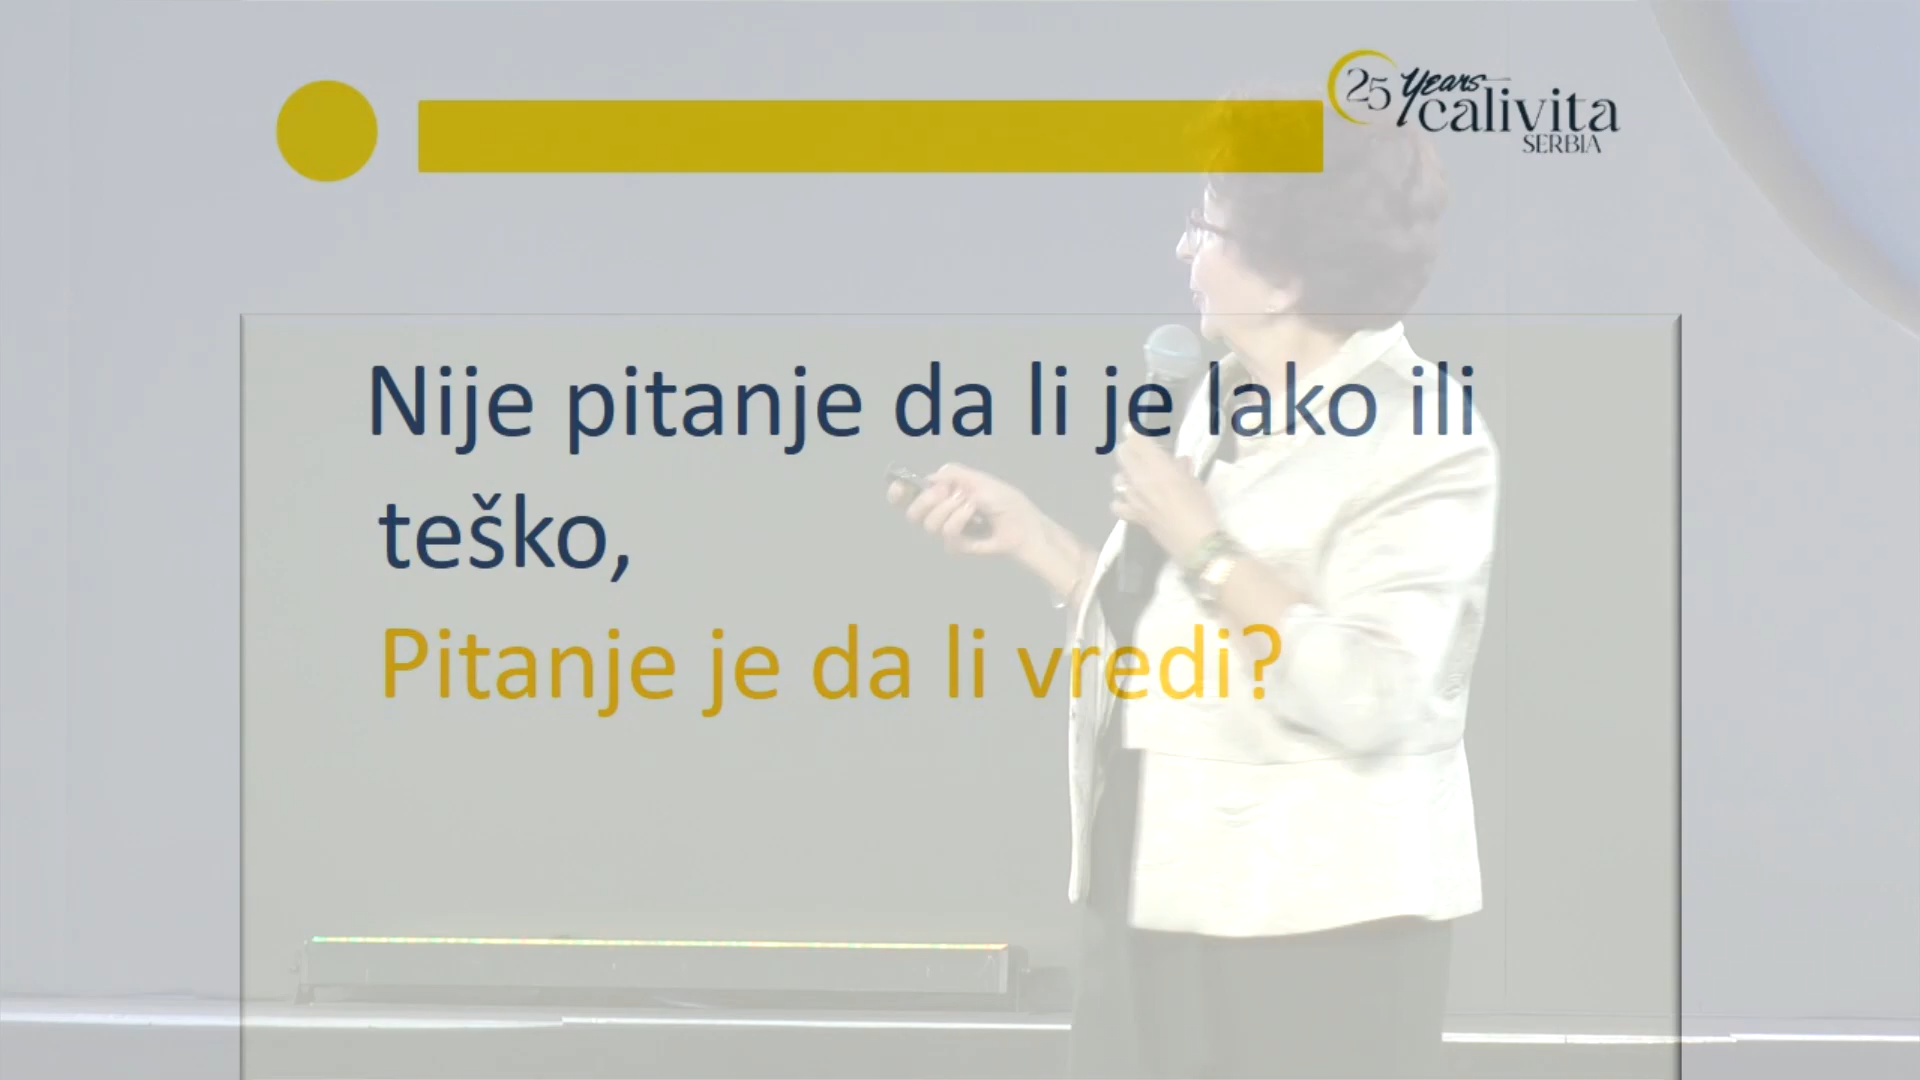 25 Years
calivita
SERBIA
Nije pitanje da li je lako ili
teško,
Pitanje je da li vredi?